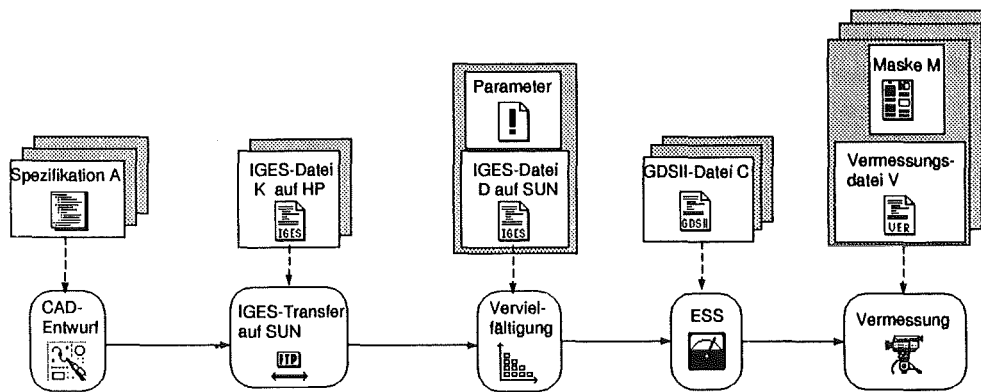 Spezifikation A
IGES-Datei
K auf HP
IGES
Parameter
!
IGES-Datei
D auf SUN
IGES
GDSII-Datei C
GDSII
Maske M
Vermessungs-
datei V
VER
CAD-
Entwurf
IGES-Transfer
auf SUN
FTP
Verviel-
fältigung
ESS
Vermessung